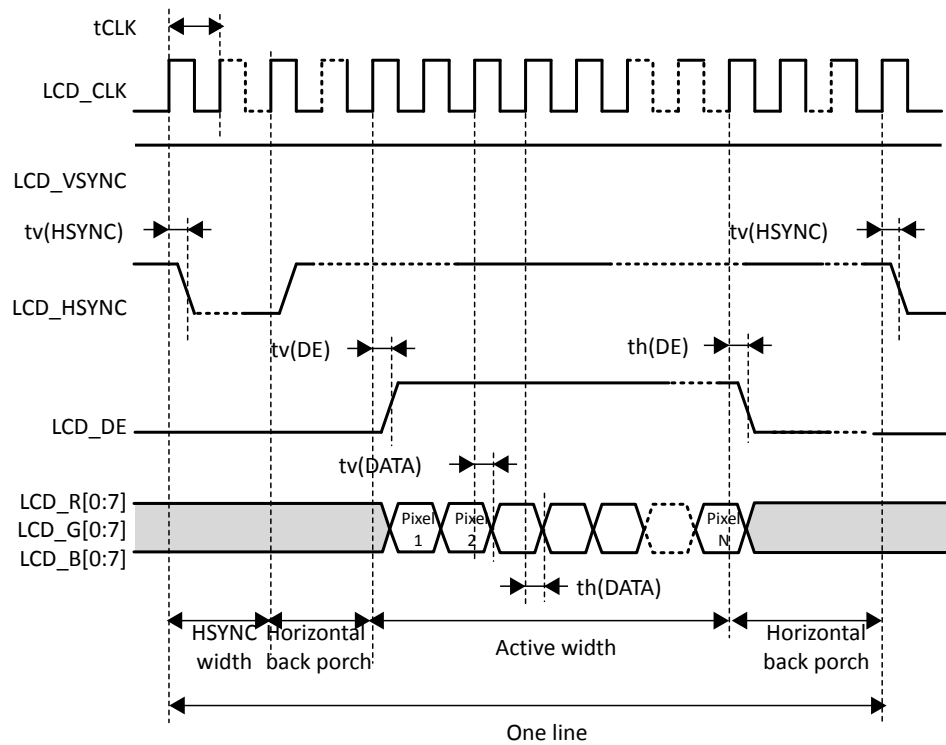 tCLK
LCD_CLK
LCD_VSYNC
tv(HSYNC)
tv(HSYNC)
LCD_HSYNC
tv(DE)
th(DE)
LCD_DE
tv(DATA)
LCD_R[0:7]
LCD_G[0:7]
LCD_B[0:7]
Pixel
1
Pixel
2
Pixel
N
th(DATA)
HSYNC
width
Horizontal
back porch
Active width
Horizontal
back porch
One line